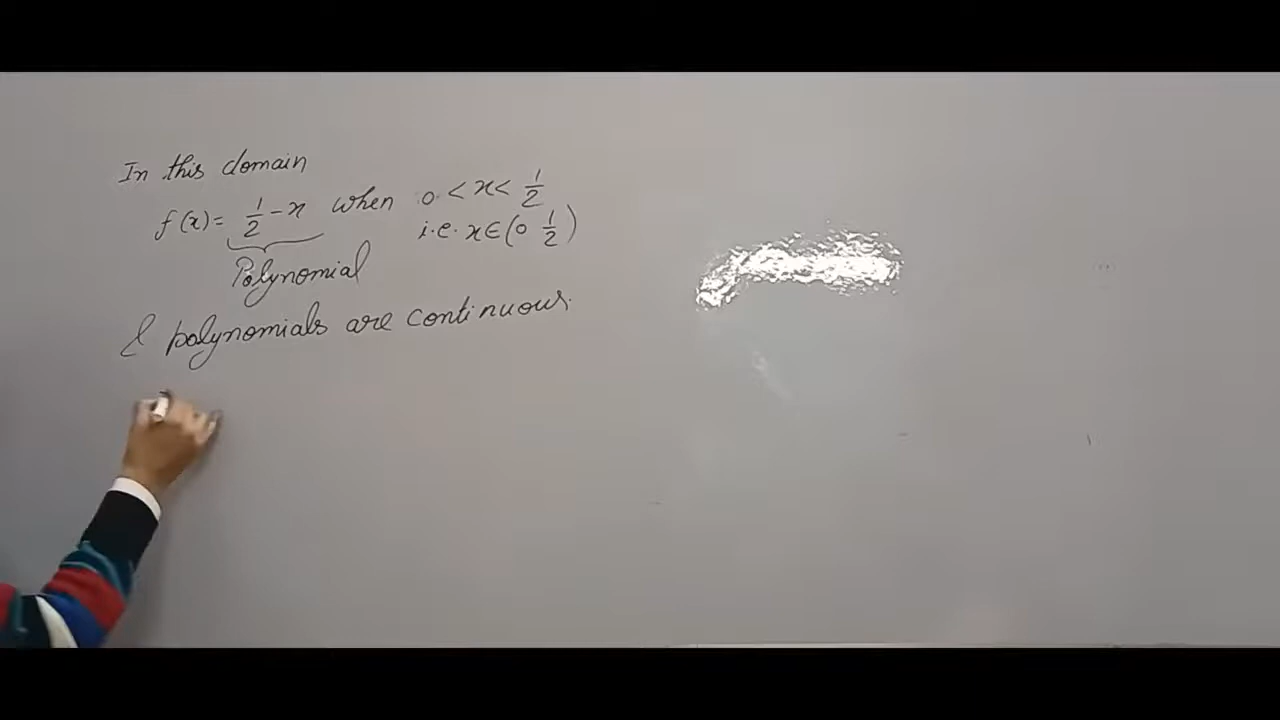 In this domain
f(x) = 1/2 - x when 0 < x < 1/2
i.e. x ∈ (0 1/2)
Polynomial
& polynomials are continuous.